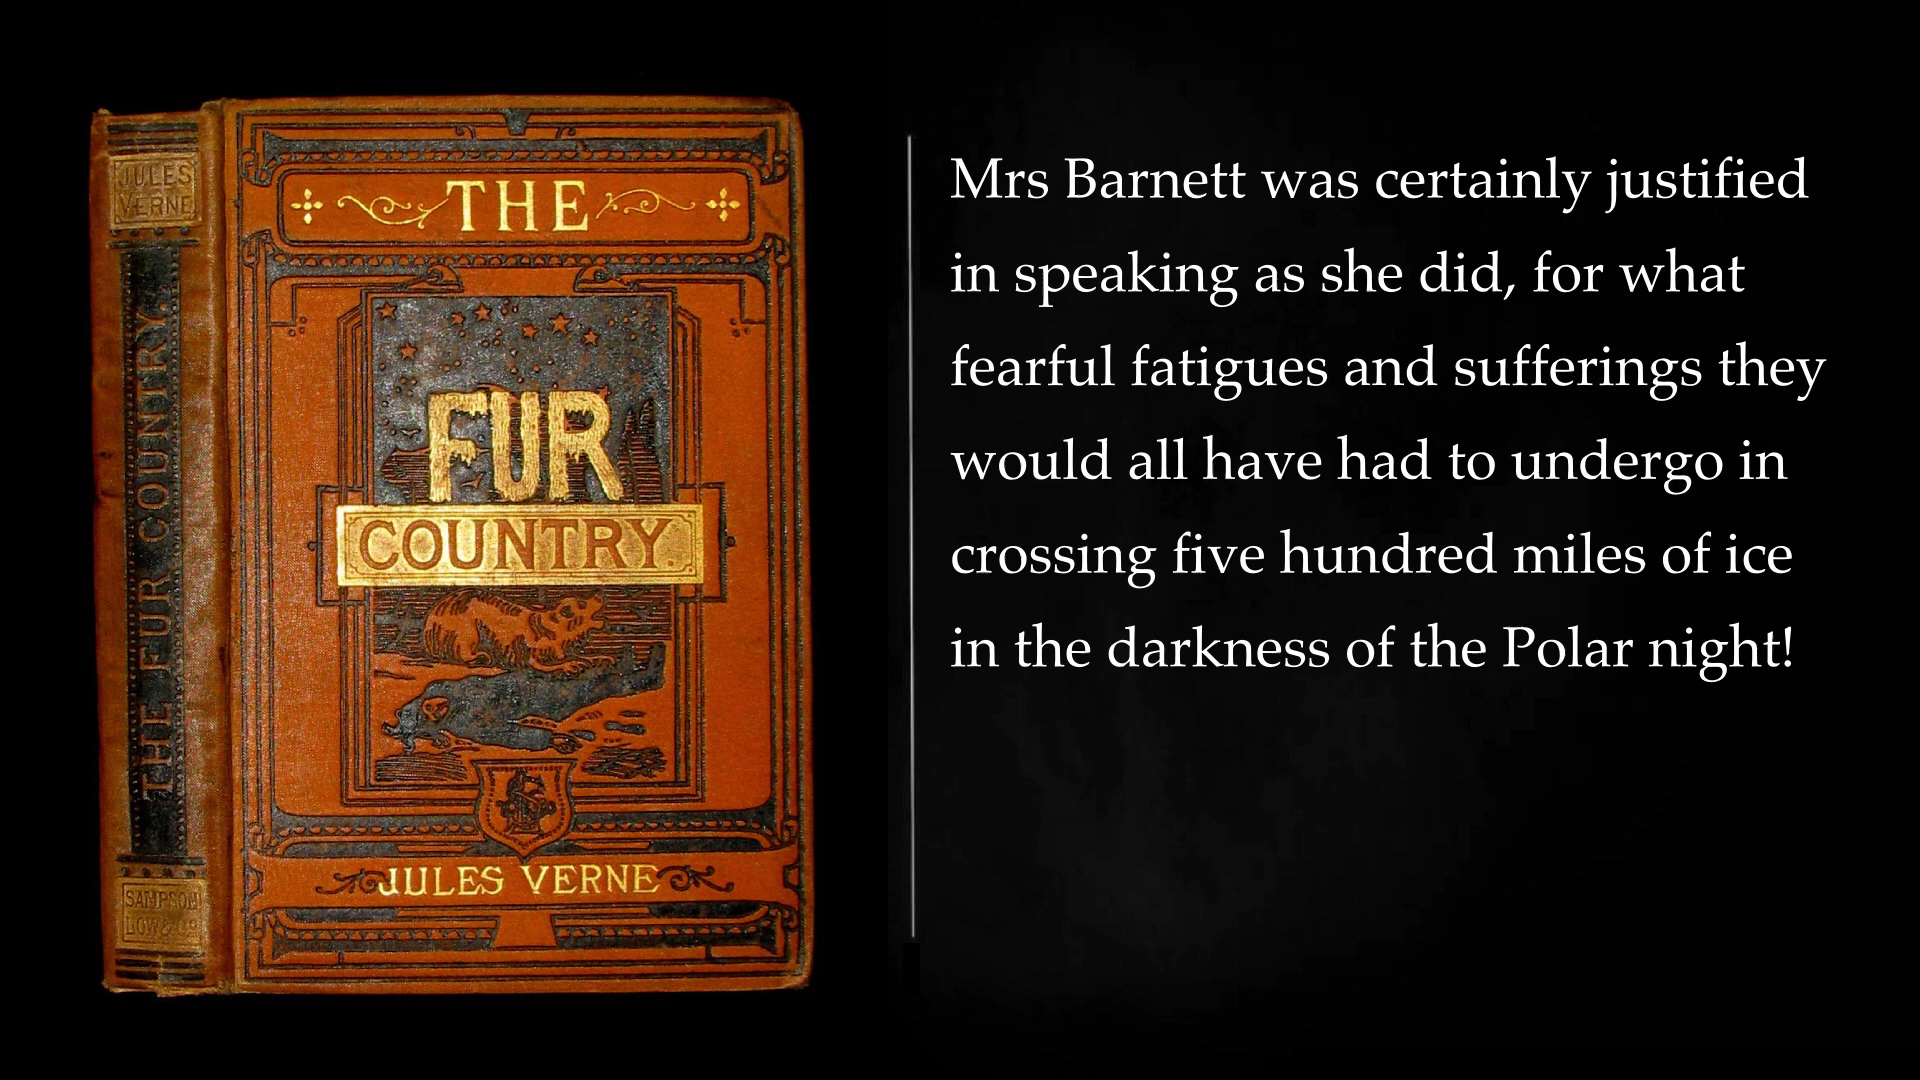 JULES
VERNE
THE FUR COUNTRY.
SAMPSON
LOW & Co
THE
FUR
COUNTRY.
JULES VERNE
Mrs Barnett was certainly justified
in speaking as she did, for what
fearful fatigues and sufferings they
would all have had to undergo in
crossing five hundred miles of ice
in the darkness of the Polar night!